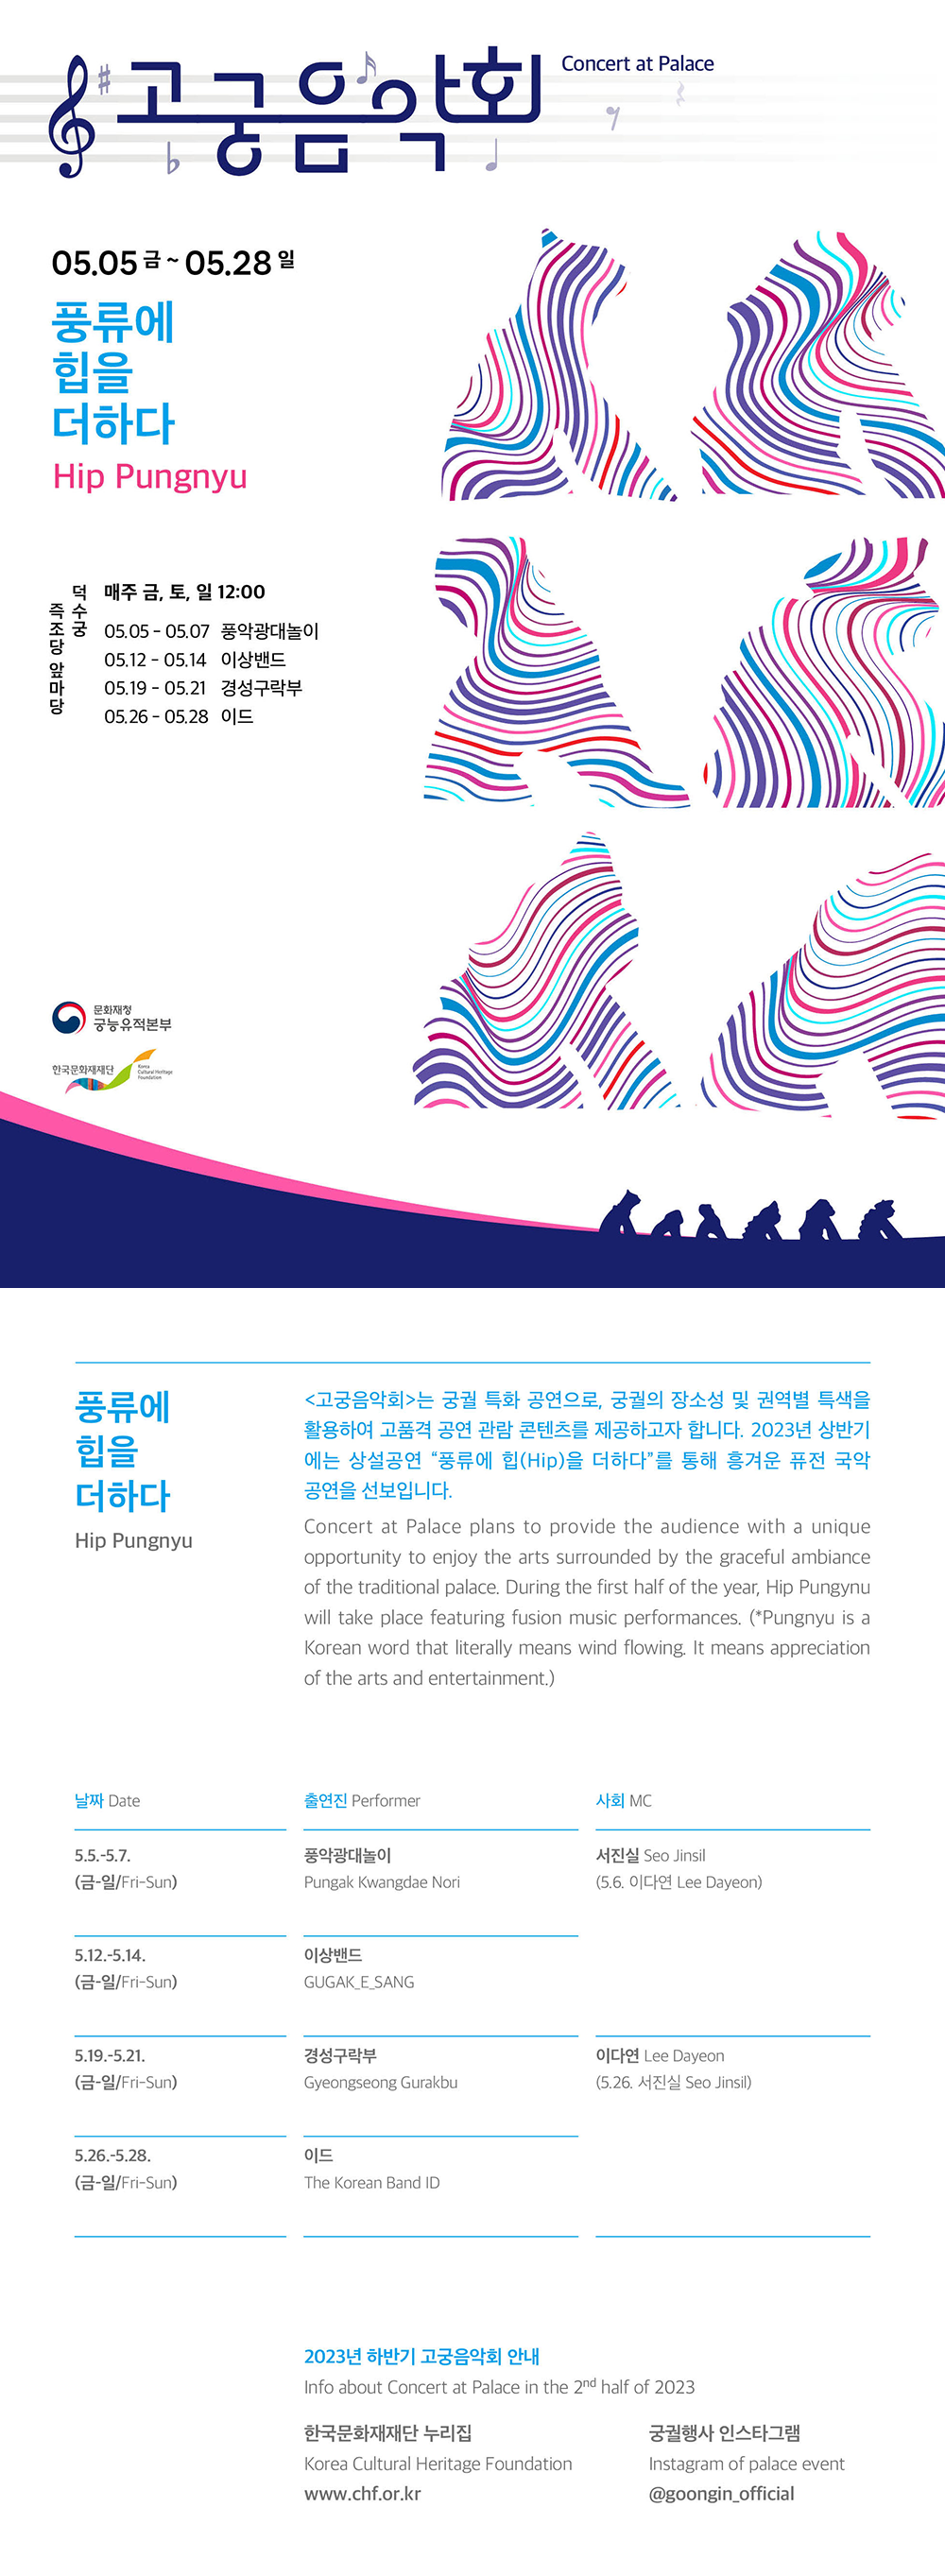 고궁음악회
Concert at Palace
05.05 금 ~ 05.28 일
풍류에
힙을
더하다
Hip Pungnyu
덕수궁
즉조당 앞마당
매주 금, 토, 일 12:00
05.05 - 05.07 풍악광대놀이
05.12 - 05.14 이상밴드
05.19 - 05.21 경성구락부
05.26 - 05.28 이드
문화재청
궁능유적본부
한국문화재재단
Korea
Cultural Heritage
Foundation
풍류에
힙을
더하다
Hip Pungnyu
<고궁음악회>는 궁궐 특화 공연으로, 궁궐의 장소성 및 권역별 특색을
활용하여 고품격 공연 관람 콘텐츠를 제공하고자 합니다. 2023년 상반기
에는 상설공연 “풍류에 힙(Hip)을 더하다”를 통해 흥겨운 퓨전 국악
공연을 선보입니다.
Concert at Palace plans to provide the audience with a unique
opportunity to enjoy the arts surrounded by the graceful ambiance
of the traditional palace. During the first half of the year, Hip Pungynu
will take place featuring fusion music performances. (*Pungnyu is a
Korean word that literally means wind flowing. It means appreciation
of the arts and entertainment.)
날짜 Date
출연진 Performer
사회 MC
5.5.-5.7.
(금-일/Fri-Sun)
풍악광대놀이
Pungak Kwangdae Nori
서진실 Seo Jinsil
(5.6. 이다연 Lee Dayeon)
5.12.-5.14.
(금-일/Fri-Sun)
이상밴드
GUGAK_E_SANG
5.19.-5.21.
(금-일/Fri-Sun)
경성구락부
Gyeongseong Gurakbu
이다연 Lee Dayeon
(5.26. 서진실 Seo Jinsil)
5.26.-5.28.
(금-일/Fri-Sun)
이드
The Korean Band ID
2023년 하반기 고궁음악회 안내
Info about Concert at Palace in the 2nd half of 2023
한국문화재재단 누리집
Korea Cultural Heritage Foundation
www.chf.or.kr
궁궐행사 인스타그램
Instagram of palace event
@goongin_official